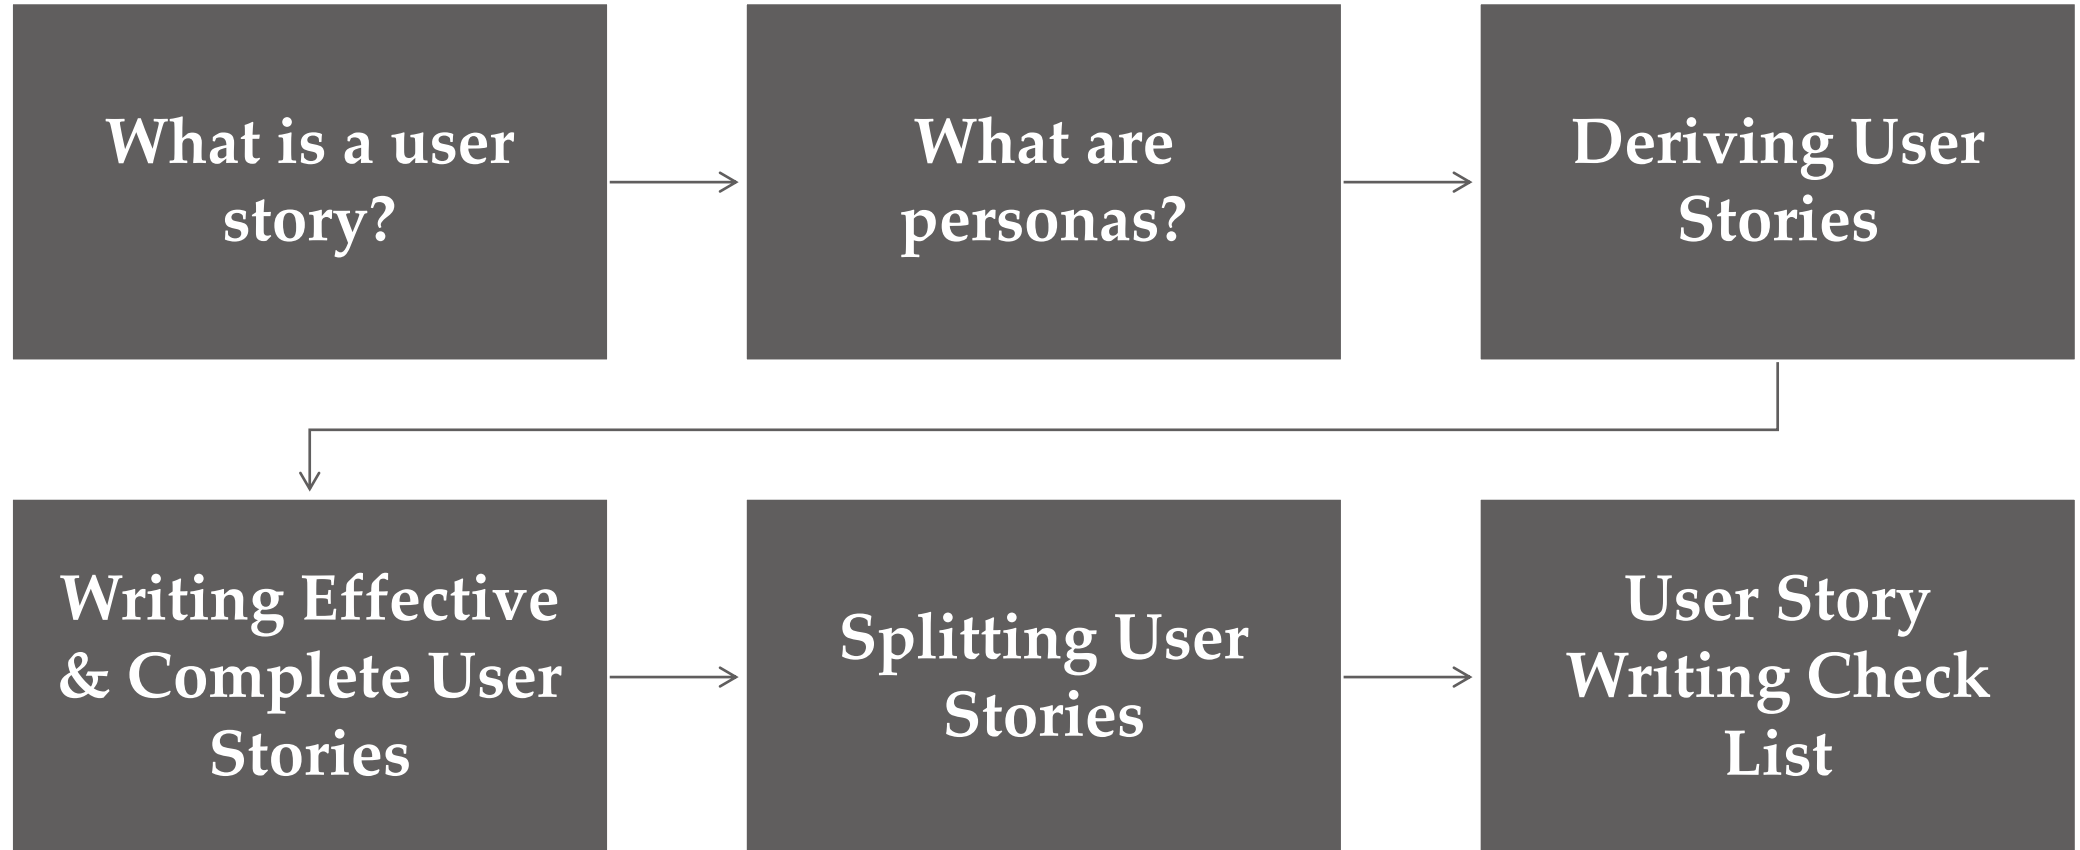 What is a user
story?
What are
personas?
Deriving User
Stories
Writing Effective
& Complete User
Stories
Splitting User
Stories
User Story
Writing Check
List